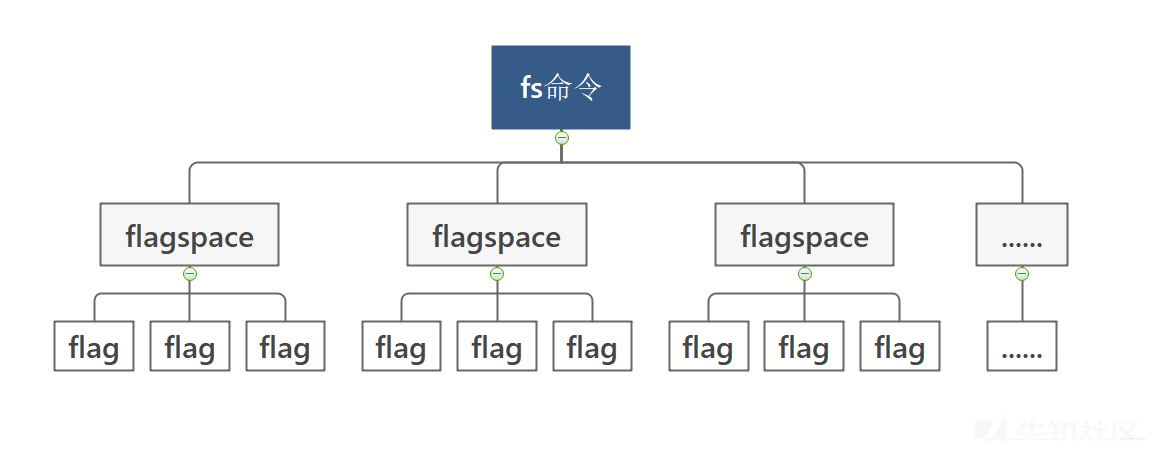 fs命令
flagspace flagspace flagspace ......
flag flag flag flag flag flag flag flag flag ......
先知社区